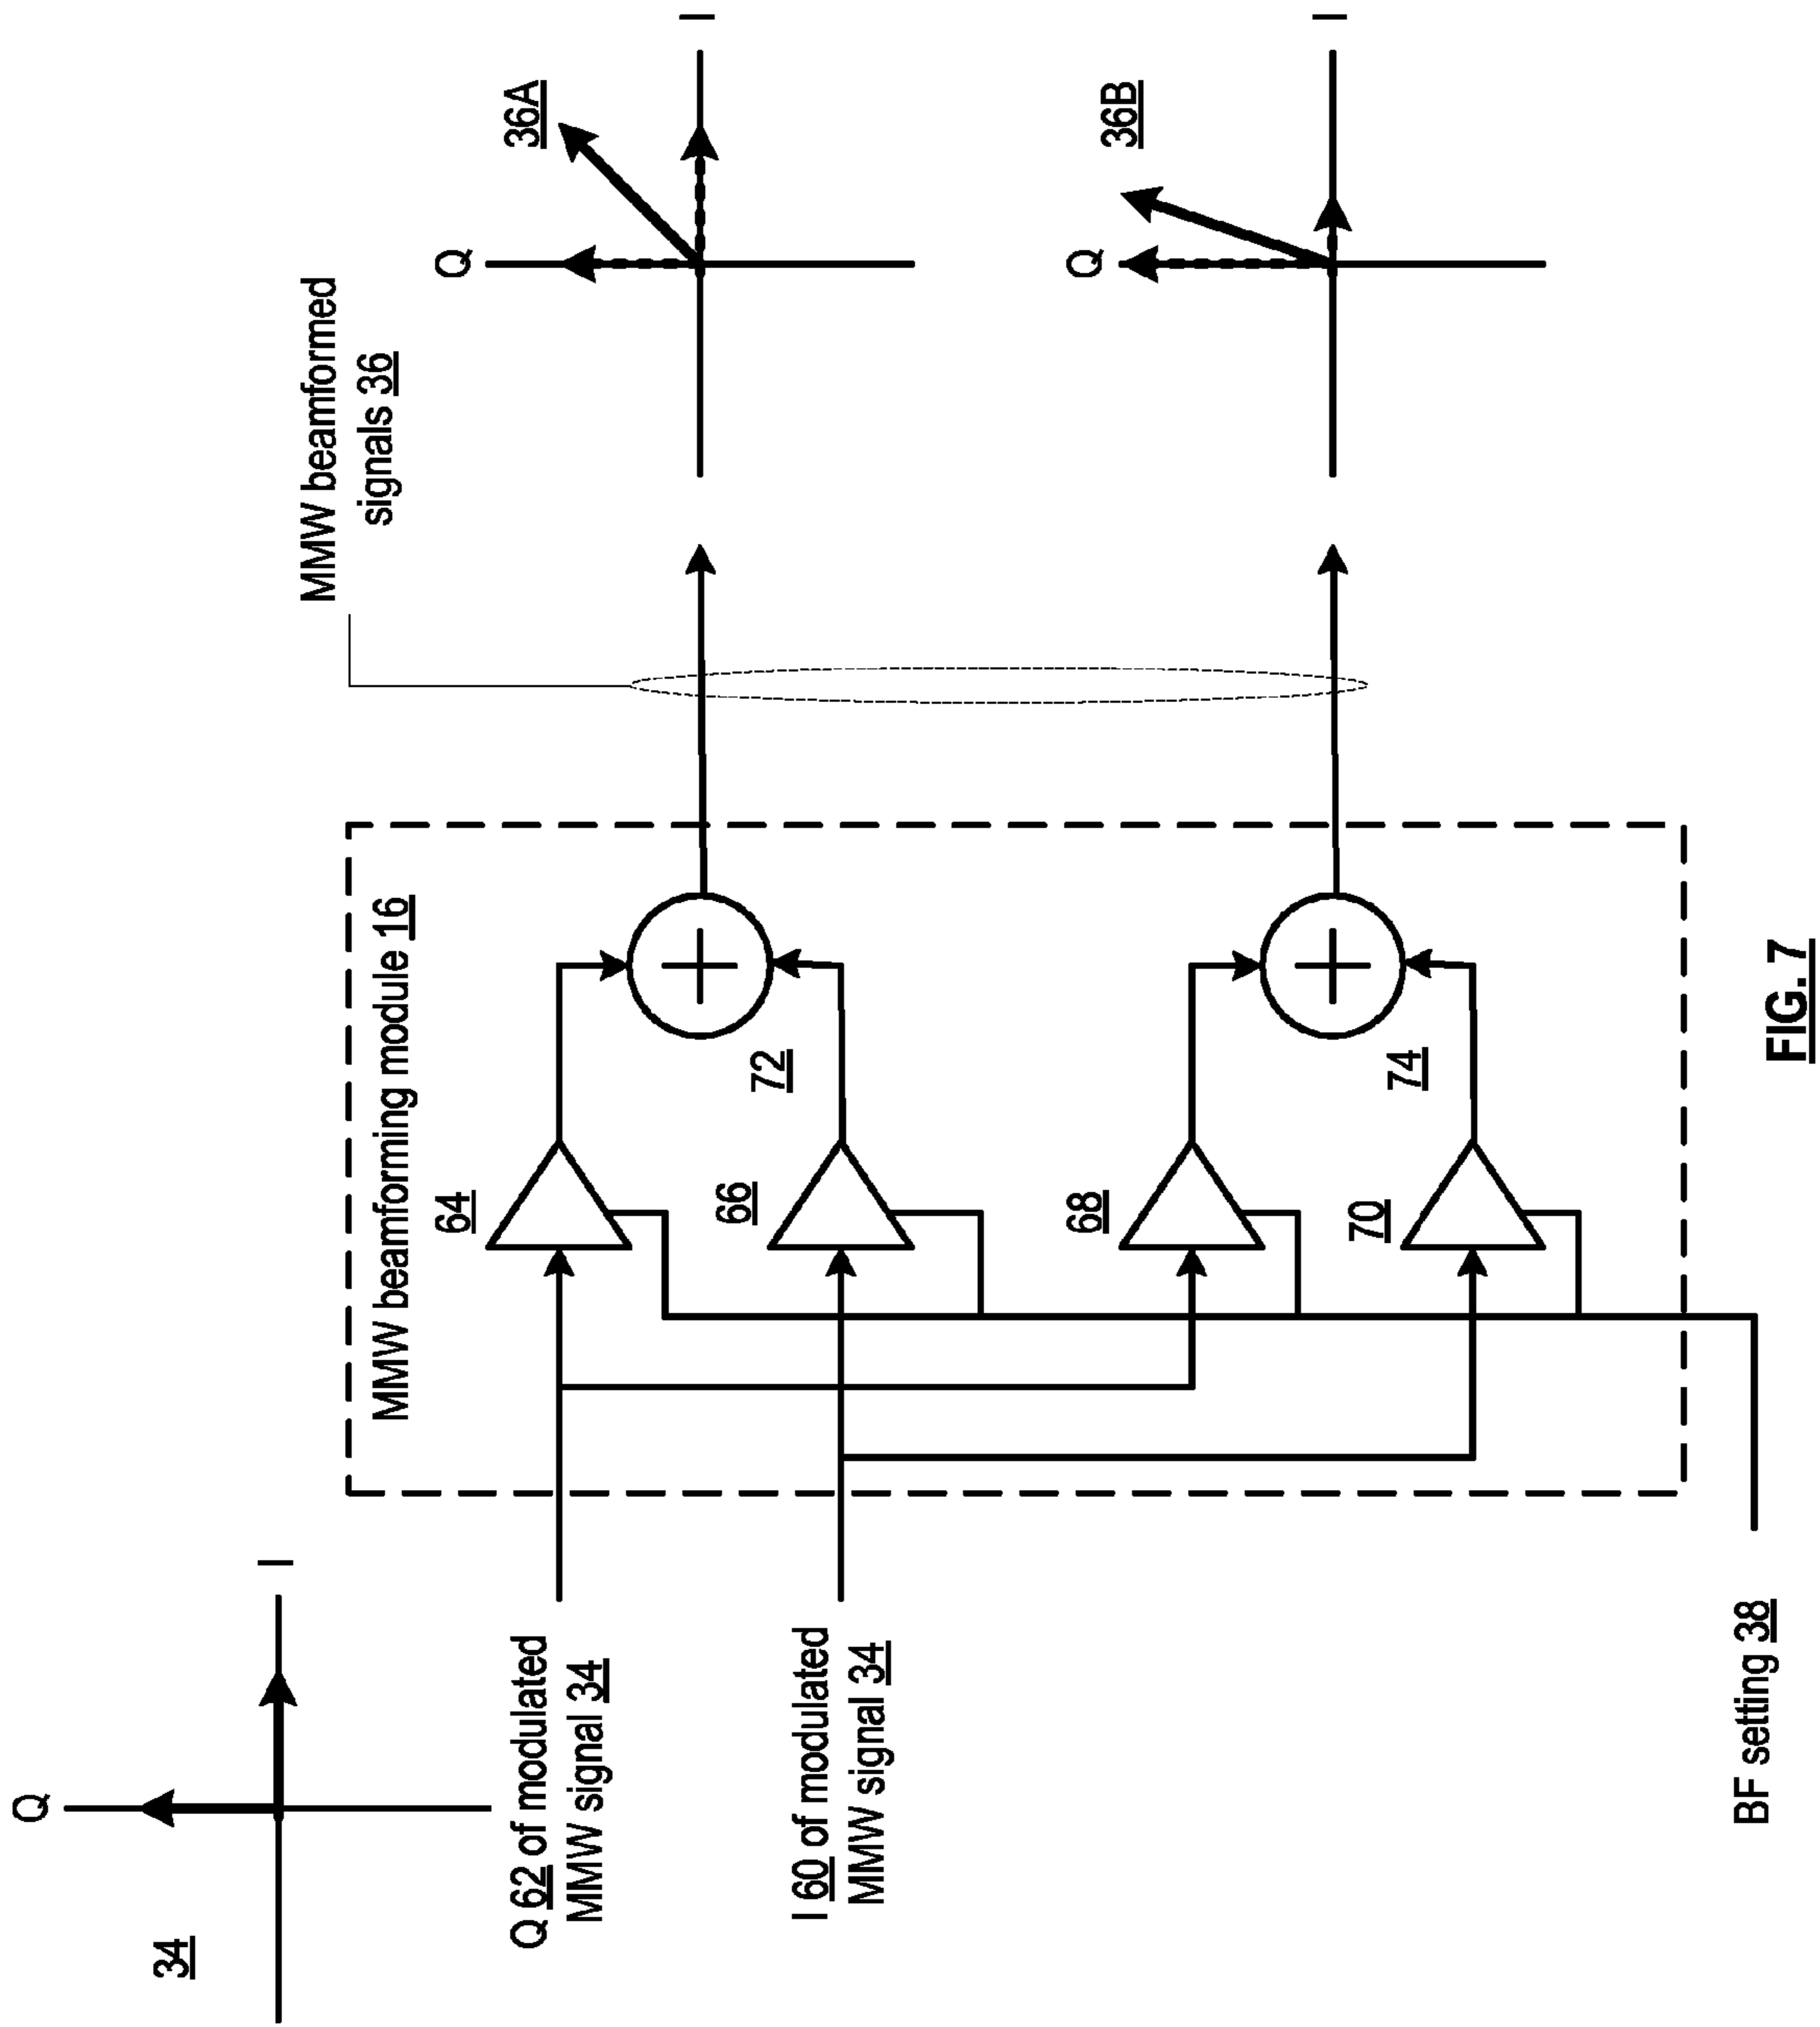 Q
I
34
Q 62 of modulated
MMW signal 34
I 60 of modulated
MMW signal 34
BF setting 38
MMW beamforming module 16
64
66
68
70
72
74
MMW beamformed
signals 36
Q
I
36A
Q
I
36B
FIG. 7